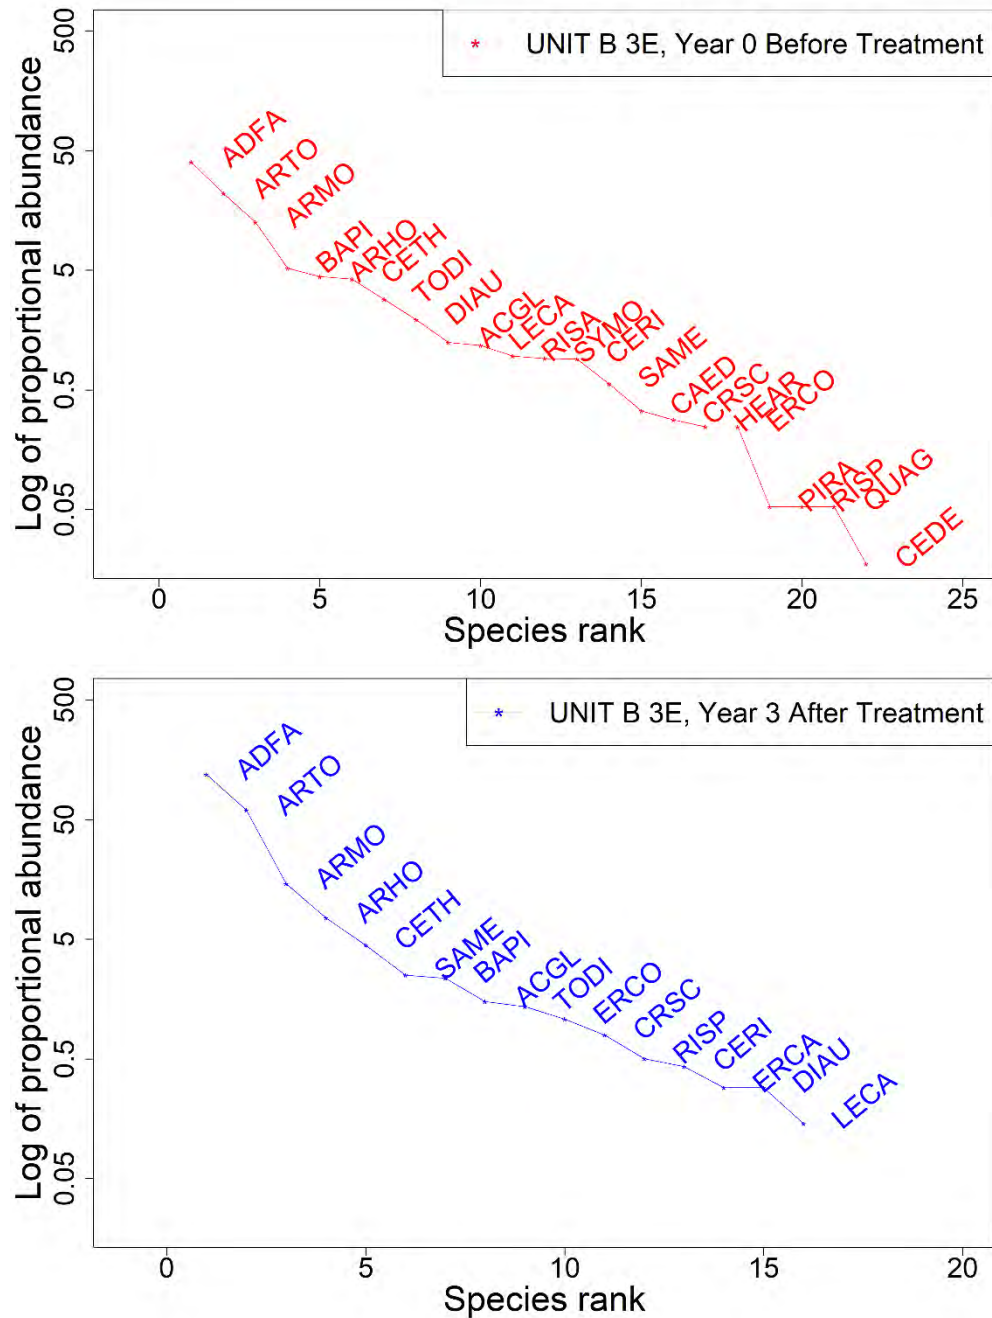 UNIT B 3E, Year 0 Before Treatment
Log of proportional abundance
500
50
5
0.5
0.05
ADFA
ARTO
ARMO
BAPI
ARHO
CETH
TODI
DIAU
ACGL
LECA
RISA
SYMO
CERI
SAME
CAED
CRSC
HEAR
ERCO
PIRA
RISP
QUAG
CEDE
0 5 10 15 20 25
Species rank
UNIT B 3E, Year 3 After Treatment
Log of proportional abundance
500
50
5
0.5
0.05
ADFA
ARTO
ARMO
ARHO
CETH
SAME
BAPI
ACGL
TODI
ERCO
CRSC
RISP
CERI
ERCA
DIAU
LECA
0 5 10 15 20
Species rank